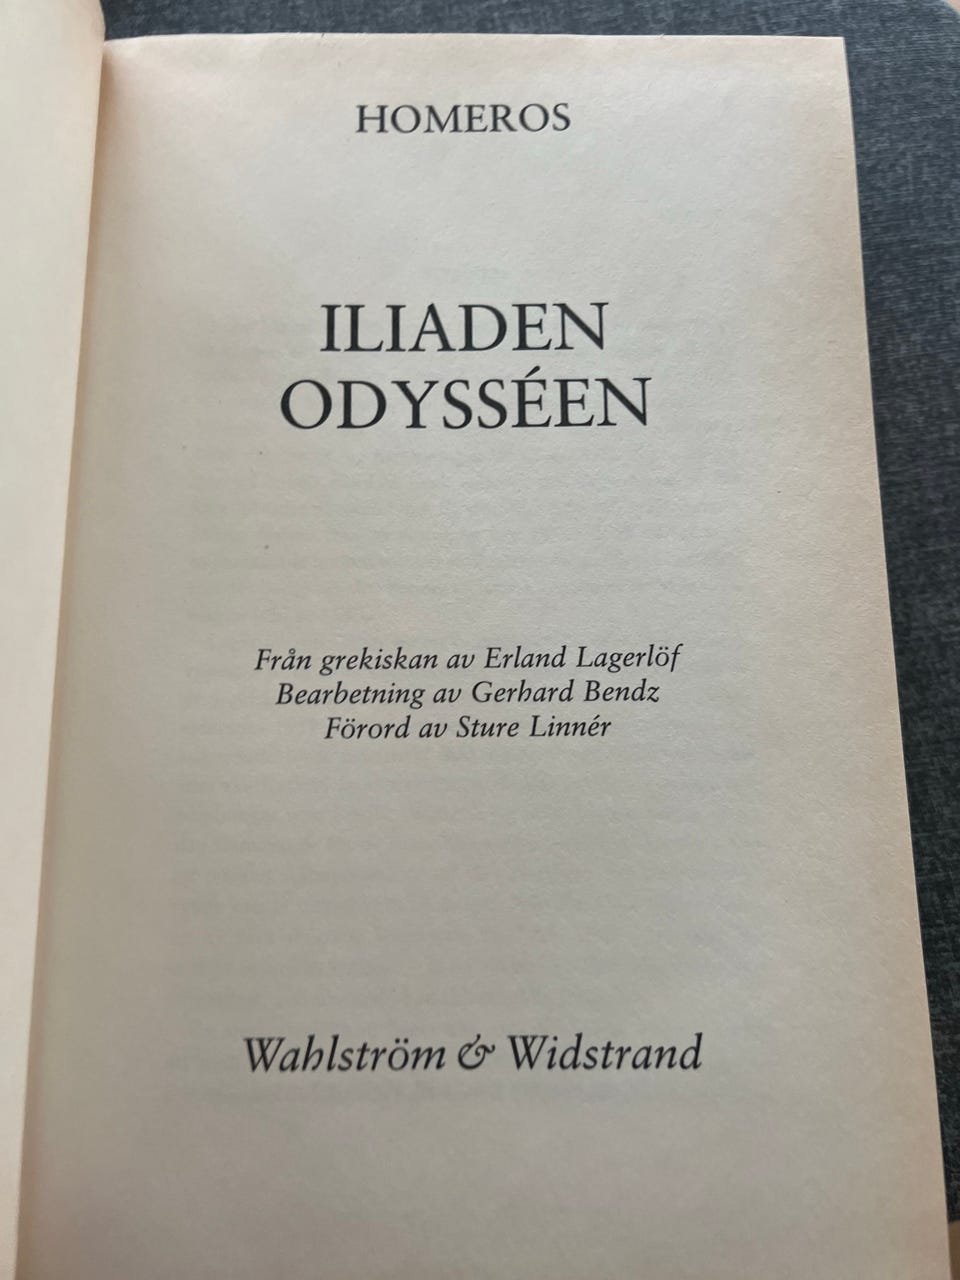 HOMEROS
ILIADEN
ODYSSÉEN
Från grekiskan av Erland Lagerlöf
Bearbetning av Gerhard Bendz
Förord av Sture Linnér
Wahlström & Widstrand